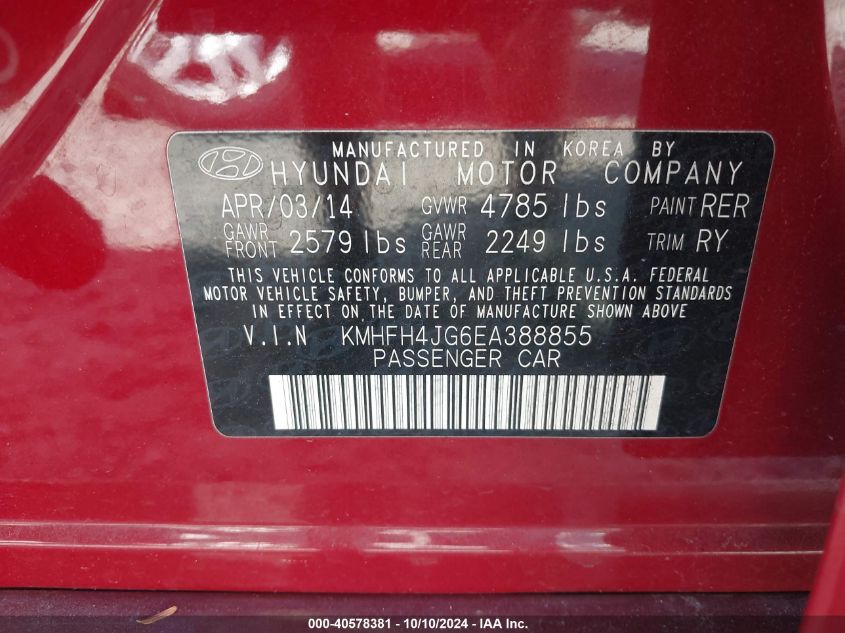 MANUFACTURED IN KOREA BY
HYUNDAI MOTOR COMPANY
APR/03/14 GVWR 4785 lbs PAINT RER
GAWR FRONT 2579 lbs GAWR REAR 2249 lbs TRIM RY
THIS VEHICLE CONFORMS TO ALL APPLICABLE U.S.A. FEDERAL
MOTOR VEHICLE SAFETY, BUMPER, AND THEFT PREVENTION STANDARDS
IN EFFECT ON THE DATE OF MANUFACTURE SHOWN ABOVE
V.I.N KMHFH4JG6EA388855
PASSENGER CAR
000-40578381 - 10/10/2024 - IAA Inc.